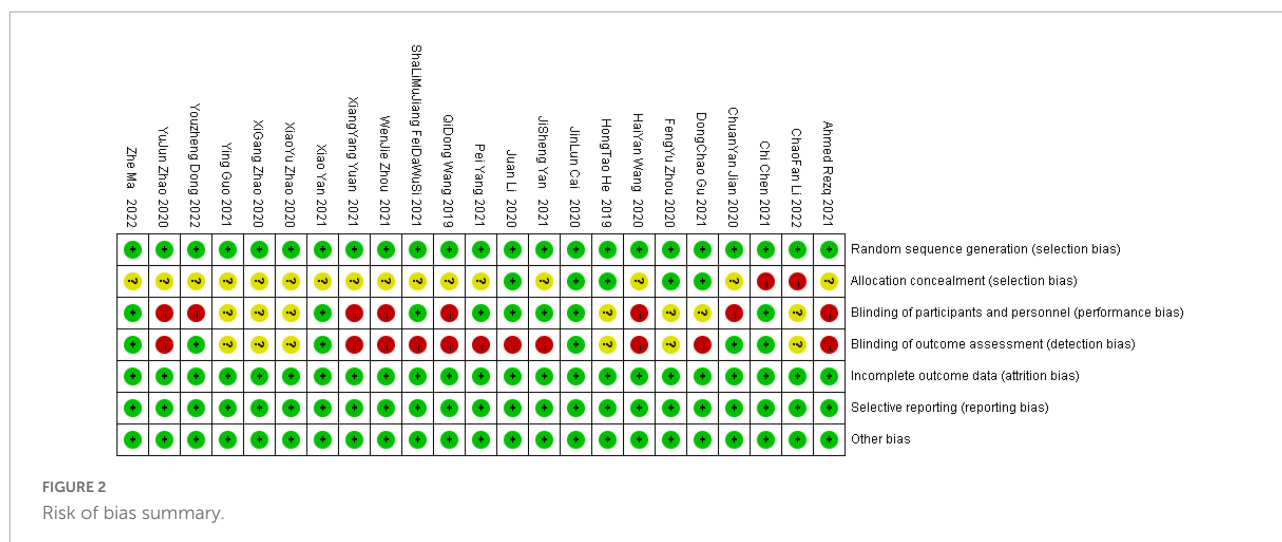 Zhe Ma 2022
YuJun Zhao 2020
Youzheng Dong 2022
Ying Guo 2021
XiGang Zhao 2020
XiaoYu Zhao 2020
Xiao Yan 2021
XiangYang Yuan 2021
WenJie Zhou 2021
ShaLiMuJiang FeiDaWuSi 2021
QiDong Wang 2019
Pei Yang 2021
Juan Li 2020
JiSheng Yan 2021
JinLun Cai 2020
HongTao He 2019
HaiYan Wang 2020
FengYu Zhou 2020
DongChao Gu 2021
ChuanYan Jian 2020
Chi Chen 2021
ChaoFan Li 2022
Ahmed Rezq 2021
+ + + + + + + + + + + + + + + + + + + + + + + Random sequence generation (selection bias)
? ? ? ? ? ? ? ? ? ? ? ? + ? + + ? + + ? - - ? Allocation concealment (selection bias)
+ - - ? ? ? + - - + - + + + + ? - ? ? - + ? - Blinding of participants and personnel (performance bias)
+ - + ? ? ? + - - - - - - - + ? - ? - + + ? - Blinding of outcome assessment (detection bias)
+ + + + + + + + + + + + + + + + + + + + + + + Incomplete outcome data (attrition bias)
+ + + + + + + + + + + + + + + + + + + + + + + Selective reporting (reporting bias)
+ + + + + + + + + + + + + + + + + + + + + + + Other bias
FIGURE 2
Risk of bias summary.